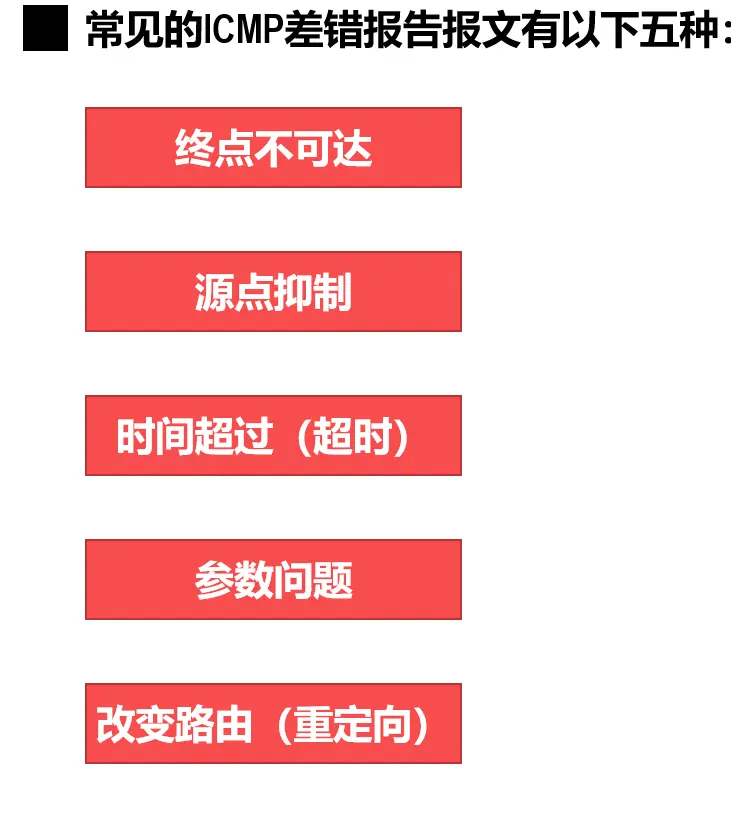 常见的ICMP差错报告报文有以下五种：
终点不可达
源点抑制
时间超过（超时）
参数问题
改变路由（重定向）